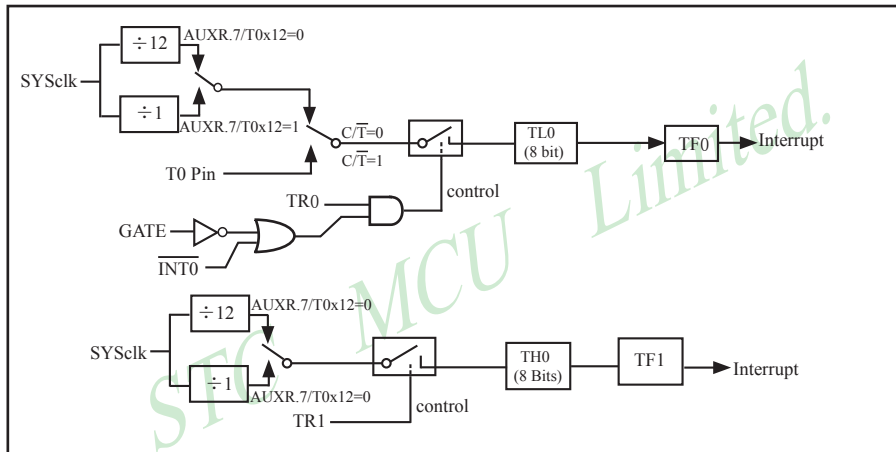 ÷12
AUXR.7/T0x12=0
SYSclk
÷1
AUXR.7/T0x12=1
C/T̅=0
C/T̅=1
T0 Pin
TL0
(8 bit)
TF0
Interrupt
control
TR0
GATE
I̅N̅T̅0̅
÷12
AUXR.7/T0x12=0
SYSclk
÷1
AUXR.7/T0x12=0
TH0
(8 Bits)
TF1
Interrupt
control
TR1
STC MCU Limited.